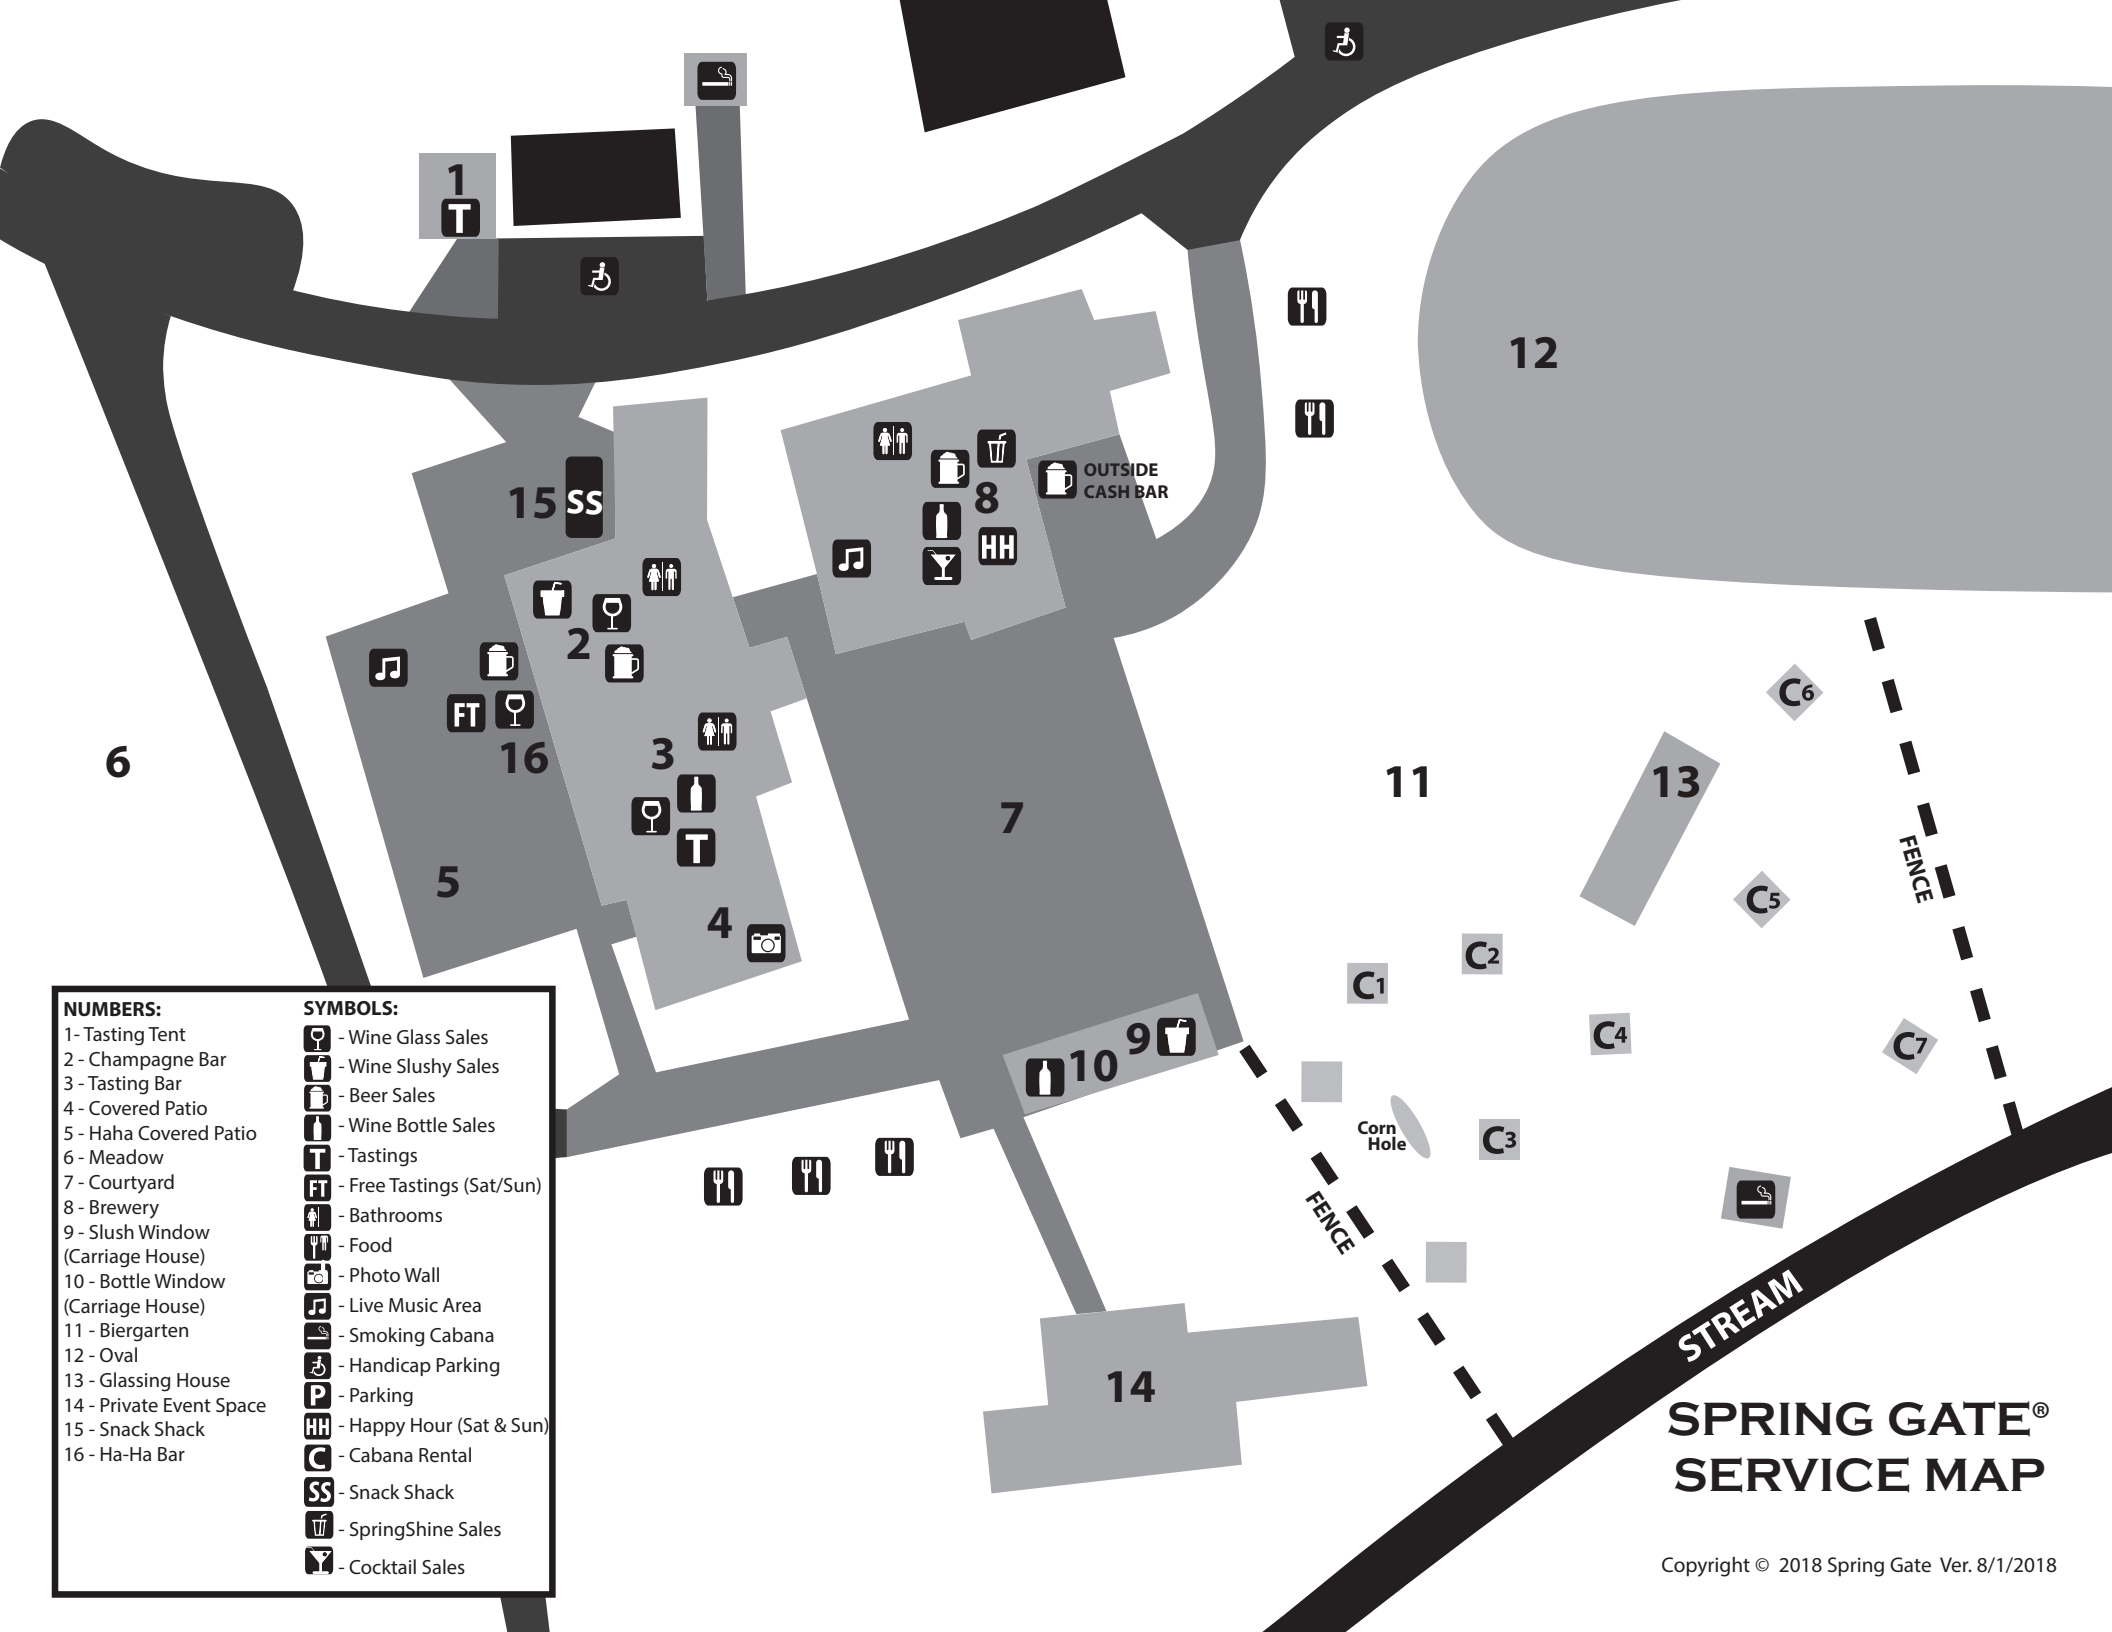 1
T
12
15 SS
8
HH
OUTSIDE
CASH BAR
2
FT
16
3
T
6
5
4
7
11
13
C6
C5
FENCE
C2
C1
C4
C7
C3
Corn
Hole
FENCE
9
10
14
STREAM
NUMBERS:
1- Tasting Tent
2 - Champagne Bar
3 - Tasting Bar
4 - Covered Patio
5 - Haha Covered Patio
6 - Meadow
7 - Courtyard
8 - Brewery
9 - Slush Window
(Carriage House)
10 - Bottle Window
(Carriage House)
11 - Biergarten
12 - Oval
13 - Glassing House
14 - Private Event Space
15 - Snack Shack
16 - Ha-Ha Bar
SYMBOLS:
- Wine Glass Sales
- Wine Slushy Sales
- Beer Sales
- Wine Bottle Sales
T - Tastings
FT - Free Tastings (Sat/Sun)
- Bathrooms
- Food
- Photo Wall
- Live Music Area
- Smoking Cabana
- Handicap Parking
P - Parking
HH - Happy Hour (Sat & Sun)
C - Cabana Rental
SS - Snack Shack
- SpringShine Sales
- Cocktail Sales
SPRING GATE®
SERVICE MAP
Copyright © 2018 Spring Gate Ver. 8/1/2018